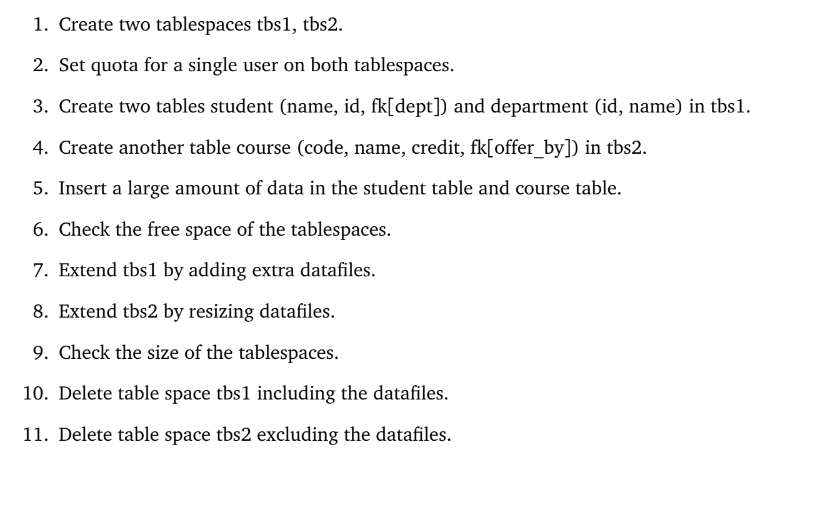 1. Create two tablespaces tbs1, tbs2.
2. Set quota for a single user on both tablespaces.
3. Create two tables student (name, id, fk[dept]) and department (id, name) in tbs1.
4. Create another table course (code, name, credit, fk[offer_by]) in tbs2.
5. Insert a large amount of data in the student table and course table.
6. Check the free space of the tablespaces.
7. Extend tbs1 by adding extra datafiles.
8. Extend tbs2 by resizing datafiles.
9. Check the size of the tablespaces.
10. Delete table space tbs1 including the datafiles.
11. Delete table space tbs2 excluding the datafiles.